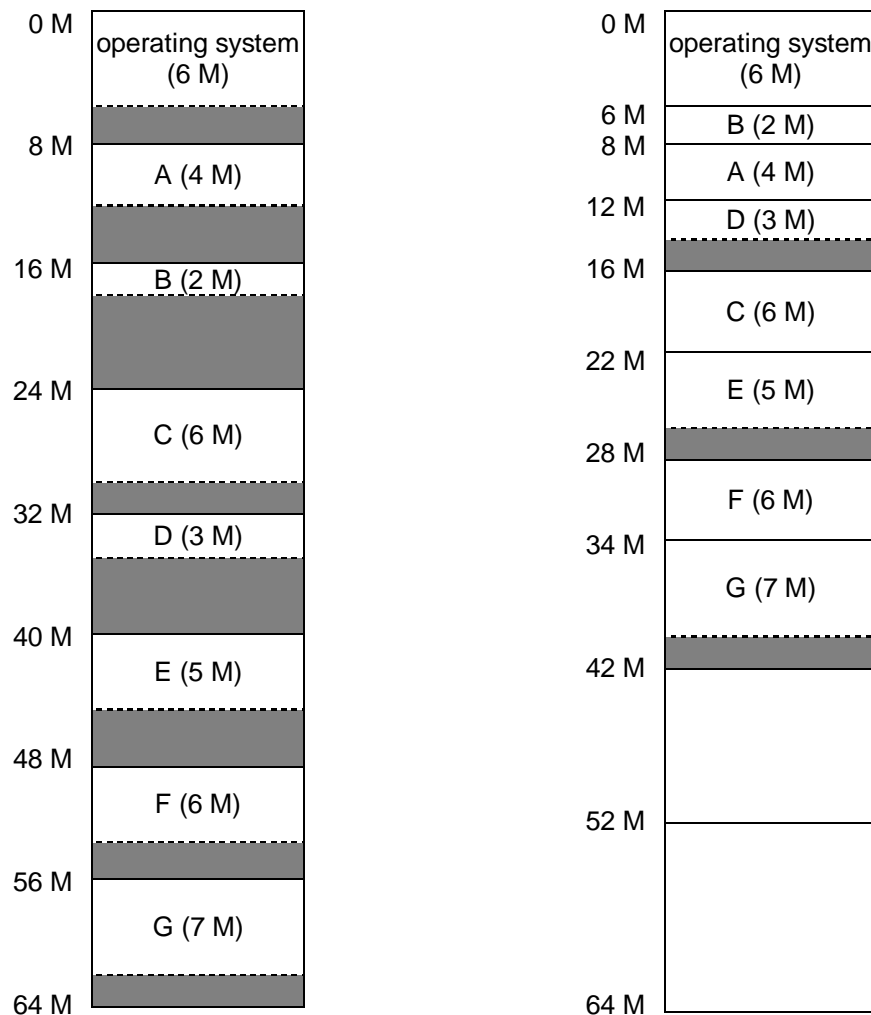 0 M
operating system
(6 M)
8 M
A (4 M)
16 M
B (2 M)
24 M
C (6 M)
32 M
D (3 M)
40 M
E (5 M)
48 M
F (6 M)
56 M
G (7 M)
64 M
0 M
operating system
(6 M)
6 M
B (2 M)
8 M
A (4 M)
12 M
D (3 M)
16 M
C (6 M)
22 M
E (5 M)
28 M
F (6 M)
34 M
G (7 M)
42 M
52 M
64 M